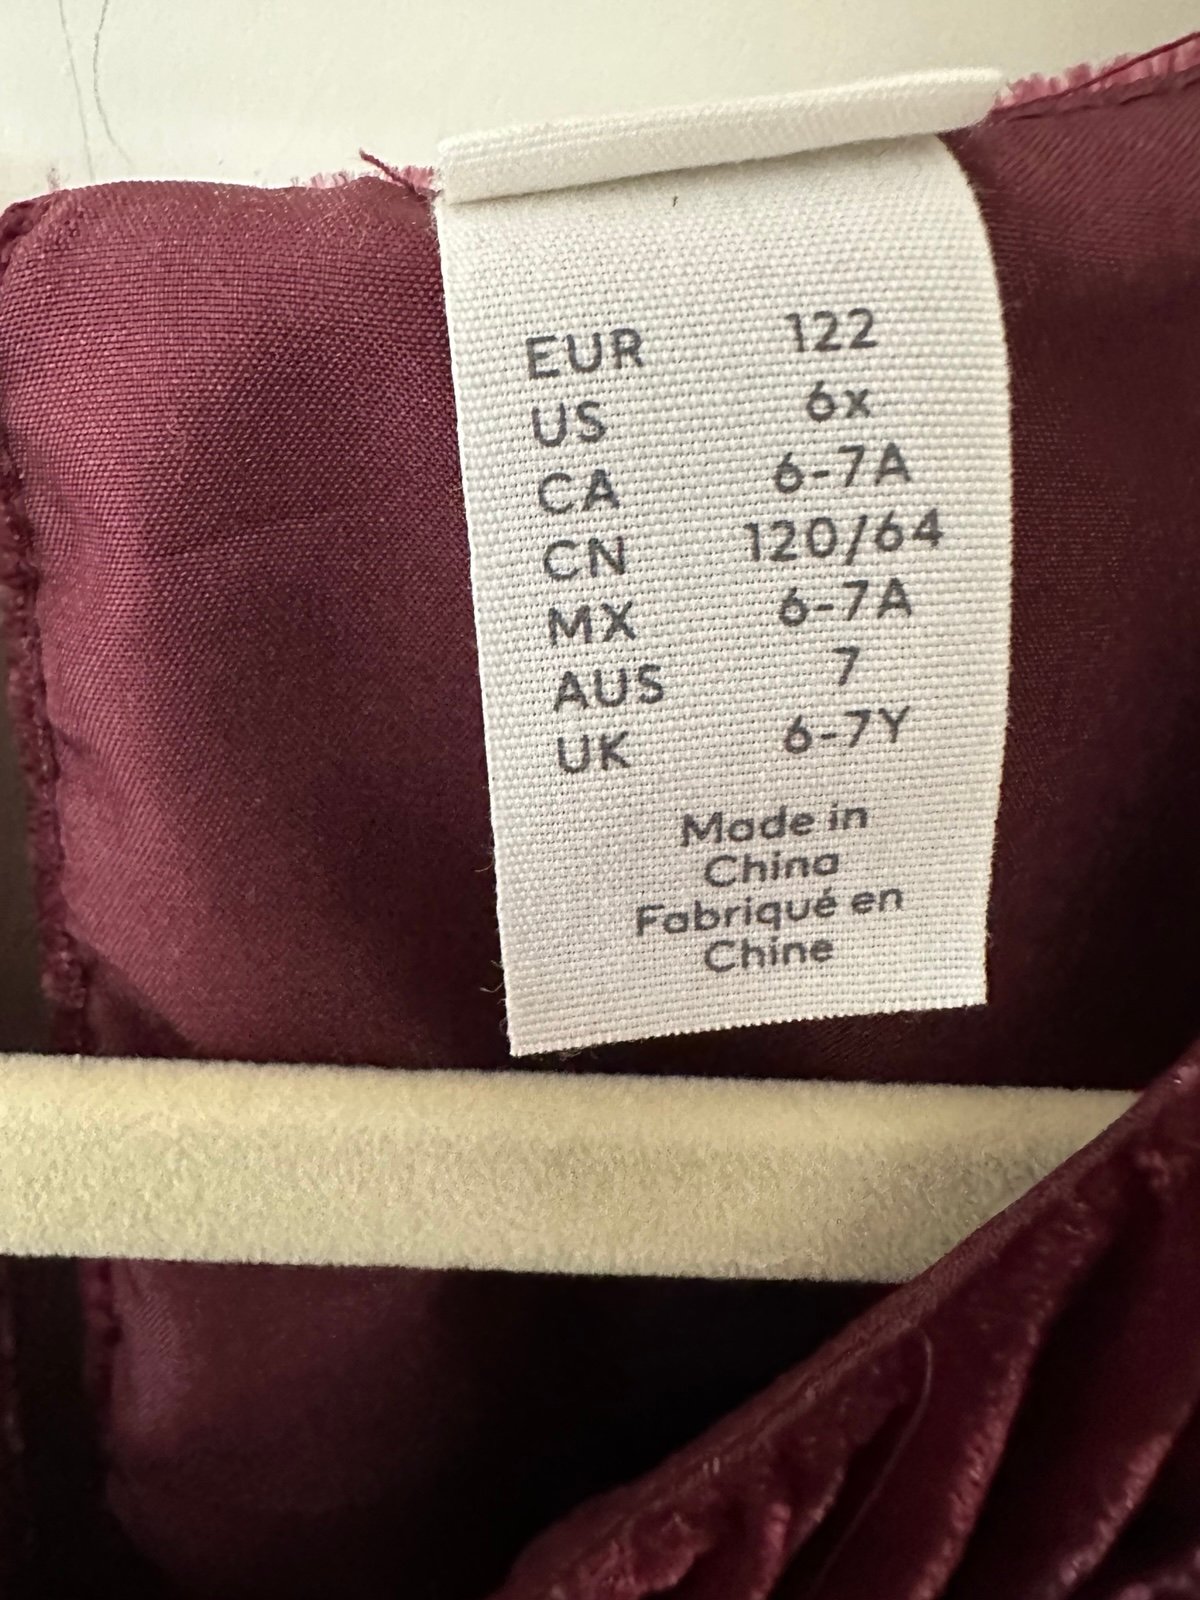 EUR 122
US 6x
CA 6-7A
CN 120/64
MX 6-7A
AUS 7
UK 6-7Y
Made in
China
Fabriqué en
Chine